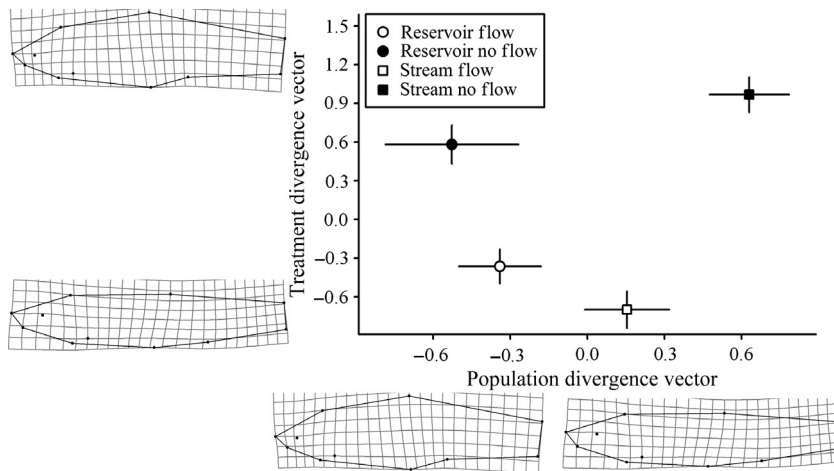 1.5
1.2
0.9
0.6
0.3
0.0
−0.3
−0.6
Treatment divergence vector
Reservoir flow
Reservoir no flow
Stream flow
Stream no flow
−0.6 −0.3 0.0 0.3 0.6
Population divergence vector